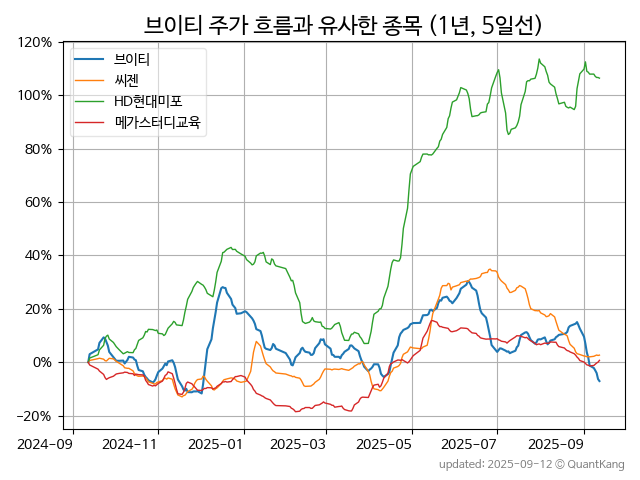 브이티 주가 흐름과 유사한 종목 (1년, 5일선)
브이티
씨젠
HD현대미포
메가스터디교육
120%
100%
80%
60%
40%
20%
0%
−20%
2024-09
2024-11
2025-01
2025-03
2025-05
2025-07
2025-09
updated: 2025-09-12 © QuantKang